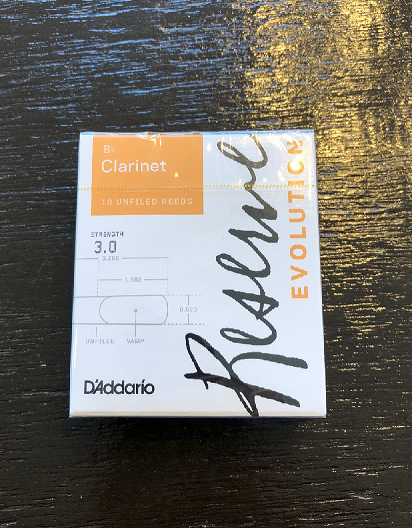 B♭
Clarinet
10 UNFILED REEDS
STRENGTH
3.0
UNFILED
VAMP
D'Addario
Reserve
EVOLUTION